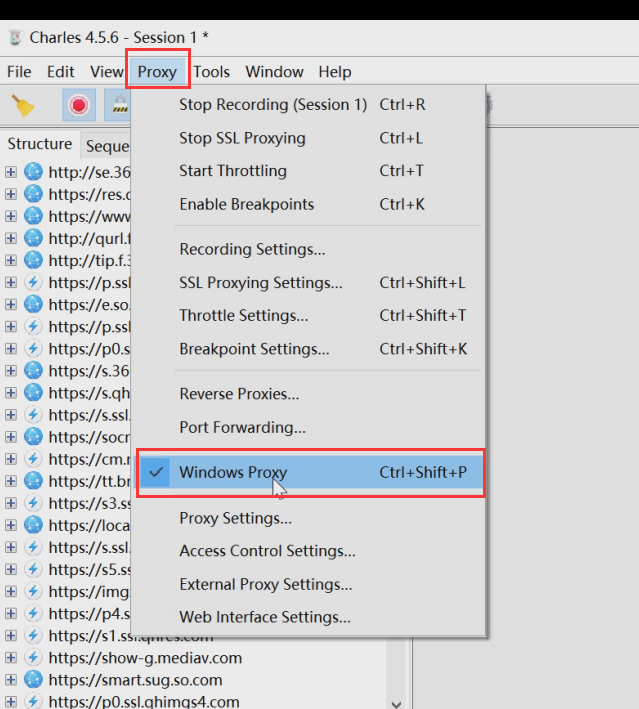 Charles 4.5.6 - Session 1 *
File Edit View Proxy Tools Window Help
Stop Recording (Session 1) Ctrl+R
Stop SSL Proxying Ctrl+L
Start Throttling Ctrl+T
Enable Breakpoints Ctrl+K
Recording Settings...
SSL Proxying Settings... Ctrl+Shift+L
Throttle Settings... Ctrl+Shift+T
Breakpoint Settings... Ctrl+Shift+K
Reverse Proxies...
Port Forwarding...
Windows Proxy Ctrl+Shift+P
Proxy Settings...
Access Control Settings...
External Proxy Settings...
Web Interface Settings...
Structure Seque
http://se.36
https://res.
https://www
http://qurl.f
http://tip.f.3
https://p.ssl
https://e.so
https://p.ssl
https://p0.s
https://s.36
https://s.qh
https://s.ssl.
https://socr
https://cm.r
https://tt.br
https://s3.ss
https://loca
https://s.ssl.
https://s5.ss
https://img
https://p4.s
https://s1.ssl.qhres.com
https://show-g.mediav.com
https://smart.sug.so.com
https://p0.ssl.qhimgs4.com